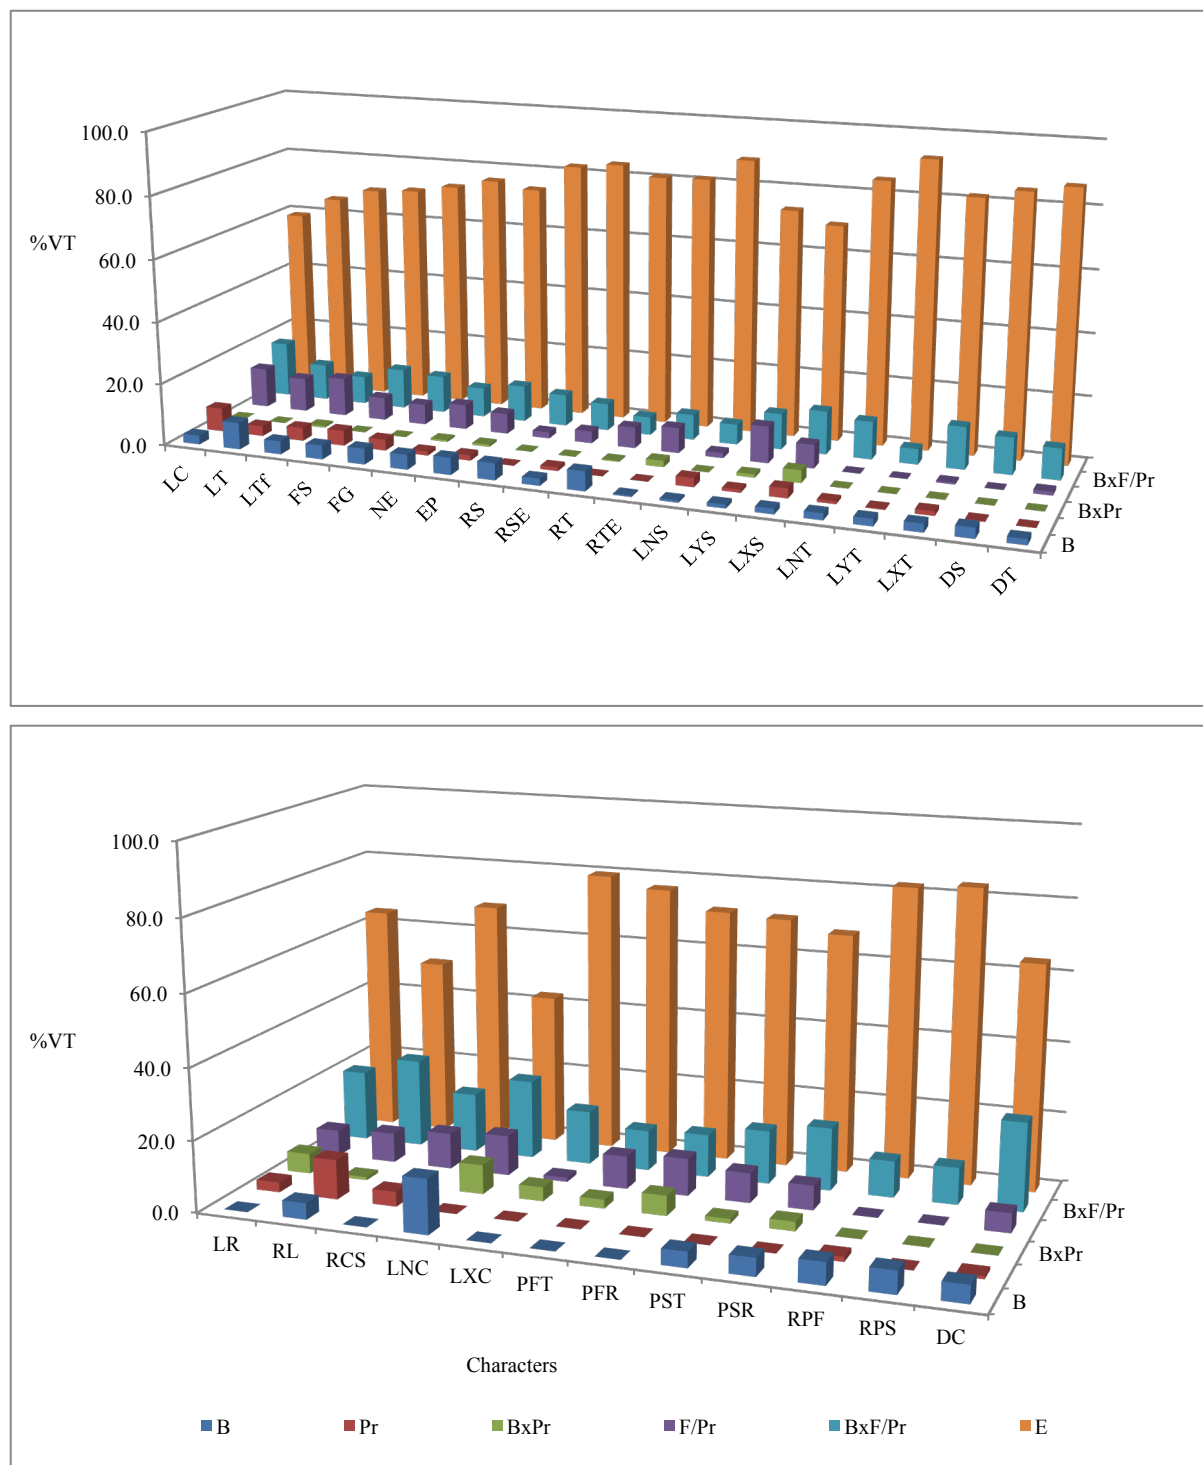 100.0
80.0
%VT
60.0
40.0
20.0
0.0
LC
LT
LTf
FS
FG
NE
EP
RS
RSE
RT
RTE
LNS
LYS
LXS
LNT
LYT
LXT
DS
DT
B
BxPr
BxF/Pr
100.0
80.0
60.0
%VT
40.0
20.0
0.0
LR
RL
RCS
LNC
LXC
PFT
PFR
PST
PSR
RPF
RPS
DC
B
BxPr
BxF/Pr
Characters
B Pr BxPr F/Pr BxF/Pr E